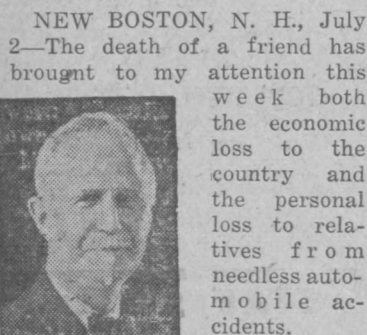 NEW BOSTON, N. H., July
2—The death of a friend has
brought to my attention this
week both
the economic
loss to the
country and
the personal
loss to rela-
tives from
needless auto-
mobile ac-
cidents.